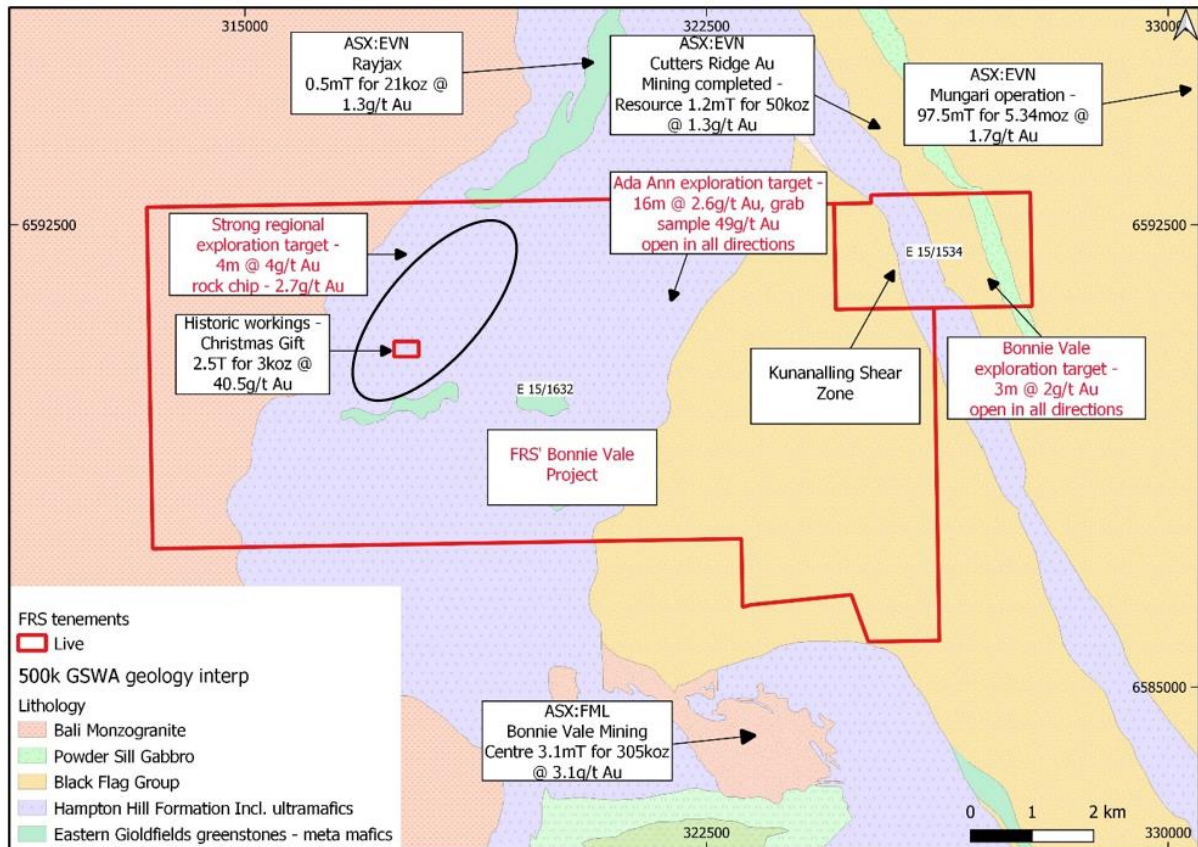 315000
322500
330000
ASX:EVN
Rayjax
0.5mT for 21koz @
1.3g/t Au
ASX:EVN
Cutters Ridge Au
Mining completed -
Resource 1.2mT for 50koz
@ 1.3g/t Au
ASX:EVN
Mungari operation -
97.5mT for 5.34moz @
1.7g/t Au
6592500
6592500
Strong regional
exploration target -
4m @ 4g/t Au
rock chip - 2.7g/t Au
Ada Ann exploration target -
16m @ 2.6g/t Au, grab
sample 49g/t Au
open in all directions
E 15/1534
Historic workings -
Christmas Gift
2.5T for 3koz @
40.5g/t Au
Kunanalling Shear
Zone
Bonnie Vale
exploration target -
3m @ 2g/t Au
open in all directions
E 15/1632
FRS' Bonnie Vale
Project
FRS tenements
Live
500k GSWA geology interp
Lithology
Bali Monzogranite
Powder Sill Gabbro
Black Flag Group
Hampton Hill Formation Incl. ultramafics
Eastern Gioldfields greenstones - meta mafics
ASX:FML
Bonnie Vale Mining
Centre 3.1mT for 305koz
@ 3.1g/t Au
6585000
0 1 2 km
322500
330000